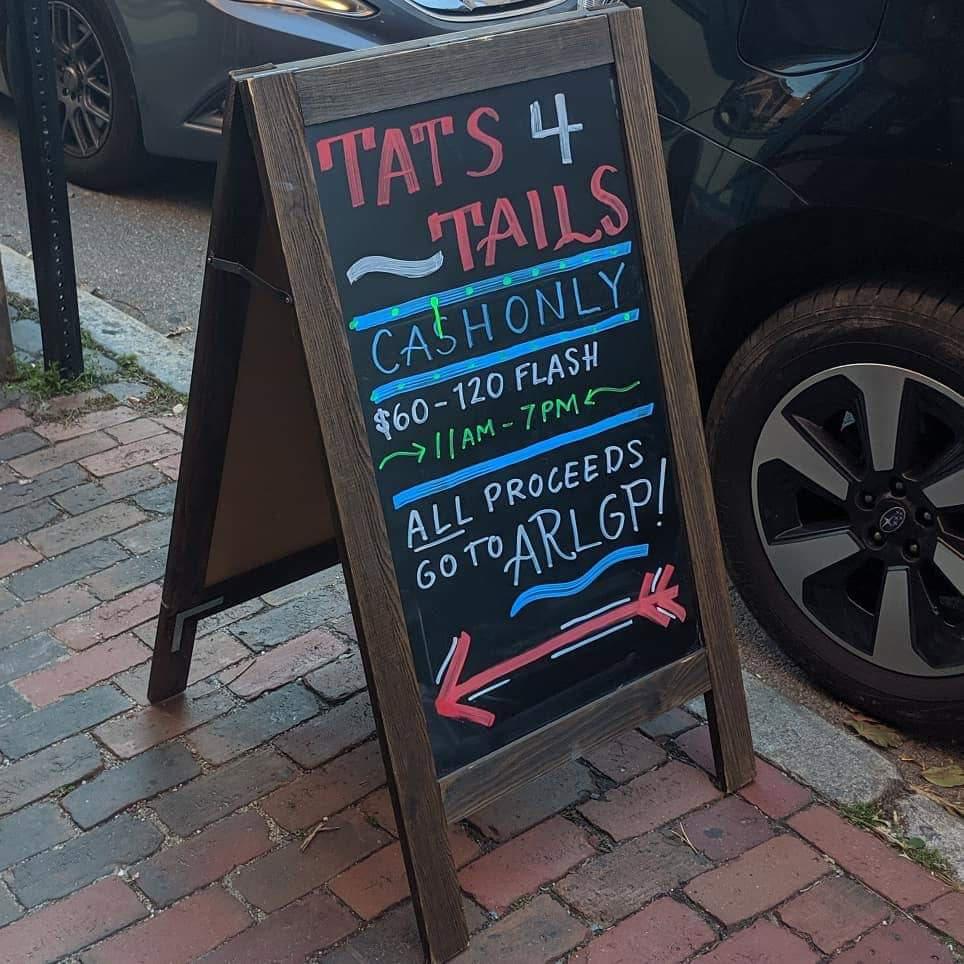 TATS 4
TAILS
CASH ONLY
$60-120 FLASH
11AM-7PM
ALL PROCEEDS
GO TO ARLGP!